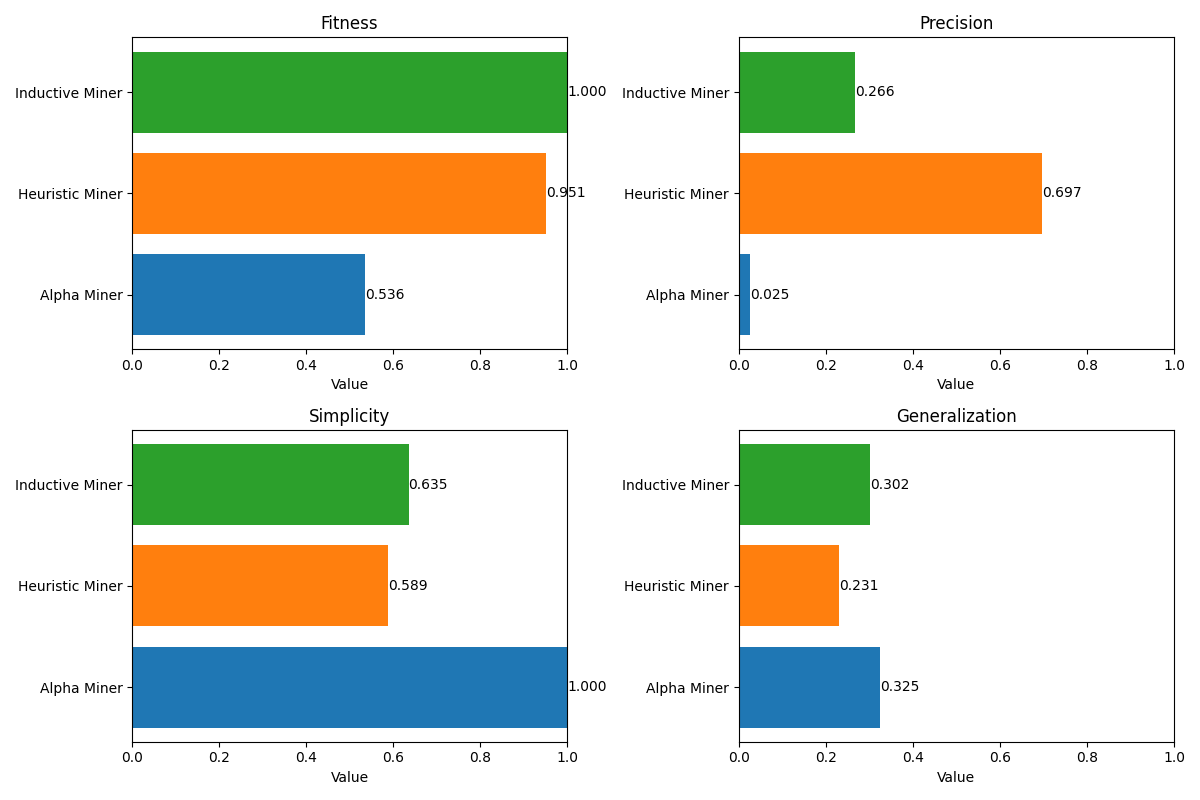 Fitness
Inductive Miner
1.000
Heuristic Miner
0.951
Alpha Miner
0.536
0.0 0.2 0.4 0.6 0.8 1.0
Value
Precision
Inductive Miner
0.266
Heuristic Miner
0.697
Alpha Miner
0.025
0.0 0.2 0.4 0.6 0.8 1.0
Value
Simplicity
Inductive Miner
0.635
Heuristic Miner
0.589
Alpha Miner
1.000
0.0 0.2 0.4 0.6 0.8 1.0
Value
Generalization
Inductive Miner
0.302
Heuristic Miner
0.231
Alpha Miner
0.325
0.0 0.2 0.4 0.6 0.8 1.0
Value